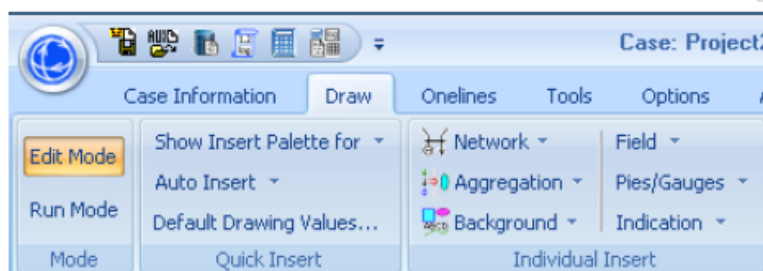 Case: Project2
Case Information Draw Onelines Tools Options
Edit Mode
Run Mode
Mode
Show Insert Palette for
Auto Insert
Default Drawing Values...
Quick Insert
Network
Aggregation
Background
Field
Pies/Gauges
Indication
Individual Insert